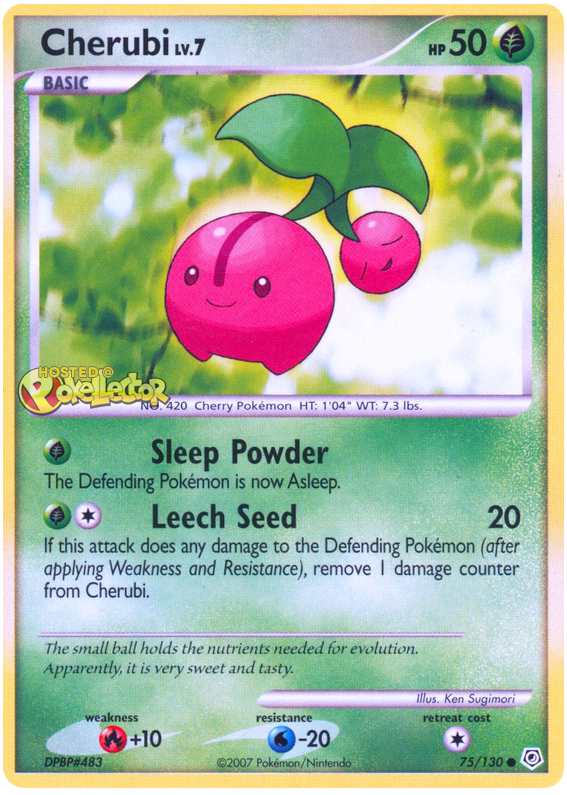 Cherubi LV.7
HP 50
BASIC
HOSTED@
PokéLLector
NO. 420 Cherry Pokémon HT: 1'04" WT: 7.3 lbs.
Sleep Powder
The Defending Pokémon is now Asleep.
Leech Seed 20
If this attack does any damage to the Defending Pokémon (after
applying Weakness and Resistance), remove 1 damage counter
from Cherubi.
The small ball holds the nutrients needed for evolution.
Apparently, it is very sweet and tasty.
Illus. Ken Sugimori
weakness resistance retreat cost
+10 -20
DPBP#483 ©2007 Pokémon/Nintendo 75/130